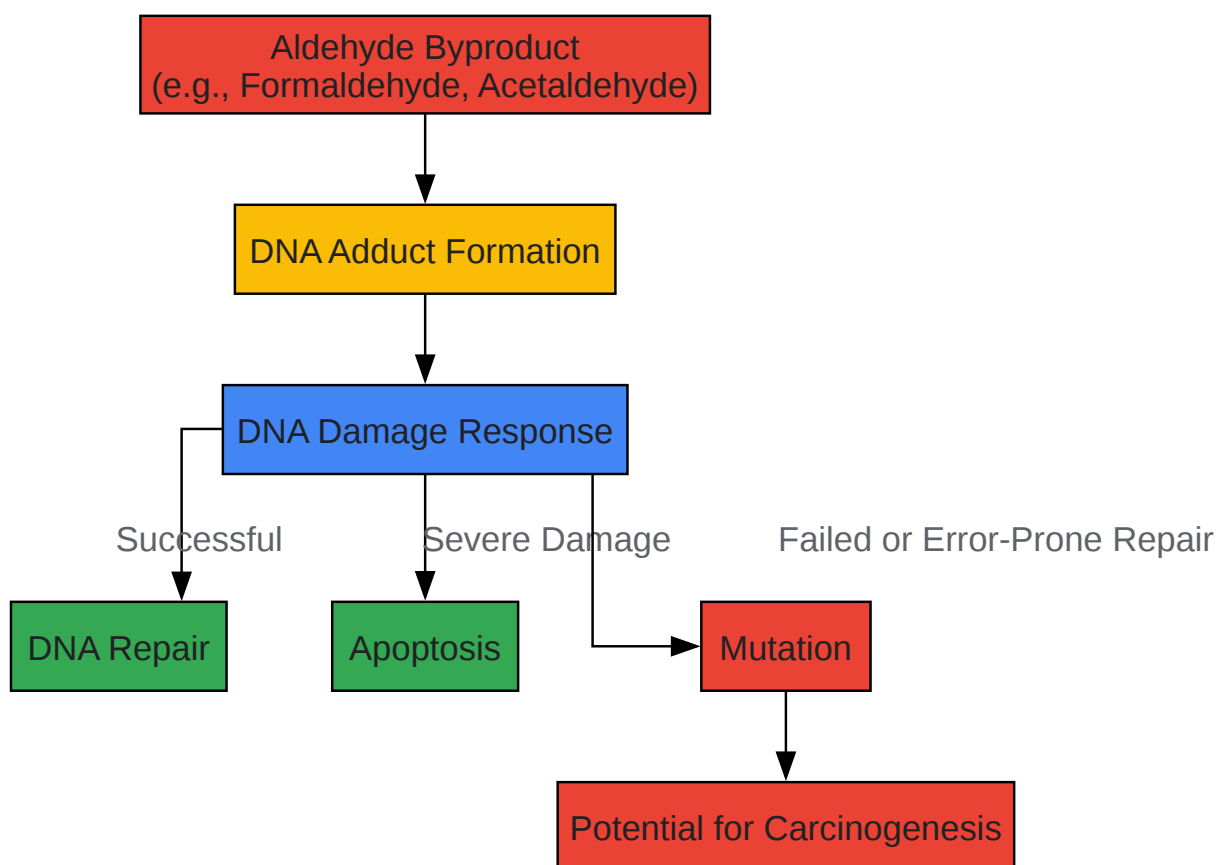 Aldehyde Byproduct
(e.g., Formaldehyde, Acetaldehyde)
DNA Adduct Formation
DNA Damage Response
Successful
Severe Damage
Failed or Error-Prone Repair
DNA Repair
Apoptosis
Mutation
Potential for Carcinogenesis